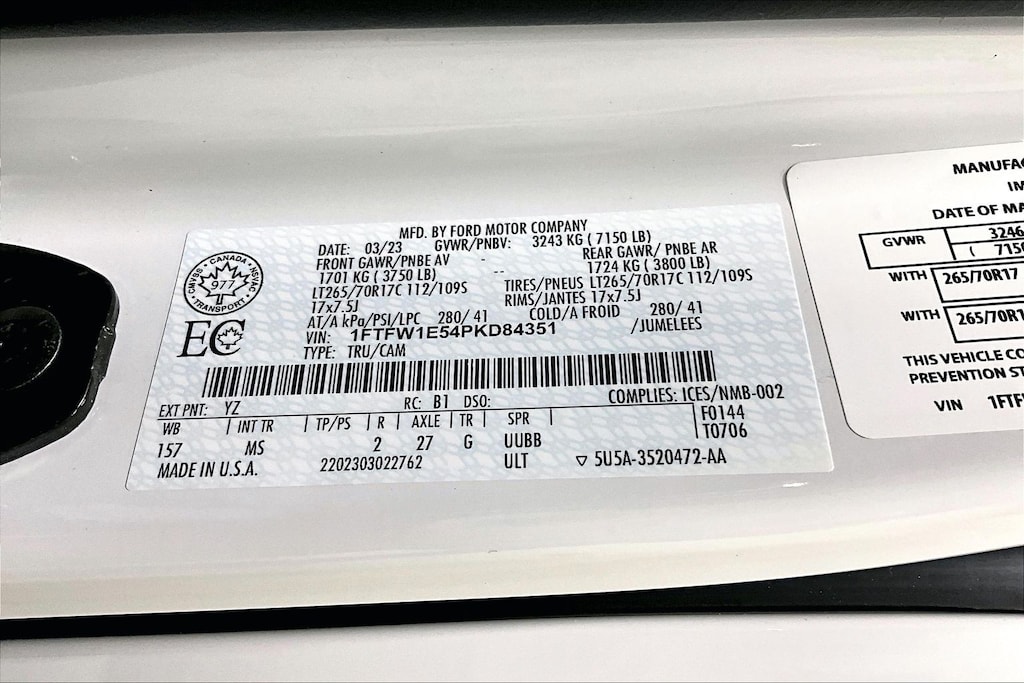 MFD. BY FORD MOTOR COMPANY
DATE: 03/23 GVWR/PNBV: 3243 KG ( 7150 LB)
FRONT GAWR/PNBE AV REAR GAWR/ PNBE AR
1701 KG ( 3750 LB) -- 1724 KG ( 3800 LB)
LT265/70R17C 112/109S TIRES/PNEUS LT265/70R17C 112/109S
17x7.5J RIMS/JANTES 17x7.5J
AT/A kPa/PSI/LPC 280/ 41 COLD/A FROID 280/ 41
VIN: 1FTFW1E54PKD84351 /JUMELEES
TYPE: TRU/CAM
CMVSS • CANADA • NSVAC
977
• TRANSPORT •
EC
EXT PNT: YZ RC: B1 DSO: COMPLIES: ICES/NMB-002
WB INT TR TP/PS R AXLE TR SPR F0144
157 MS 2 27 G UUBB T0706
MADE IN U.S.A. 2202303022762 ULT ▽ 5U5A-3520472-AA
MANUFAC
IM
DATE OF MA
GVWR 3246
( 7150
WITH 265/70R17
WITH 265/70R1
THIS VEHICLE CO
PREVENTION ST
VIN 1FTF